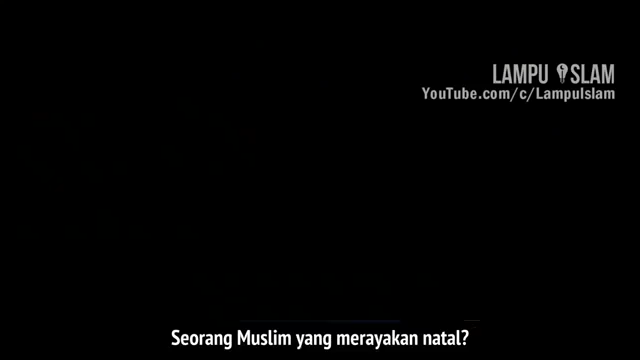 LAMPU ISLAM
YouTube.com/c/LampuIslam
Seorang Muslim yang merayakan natal?